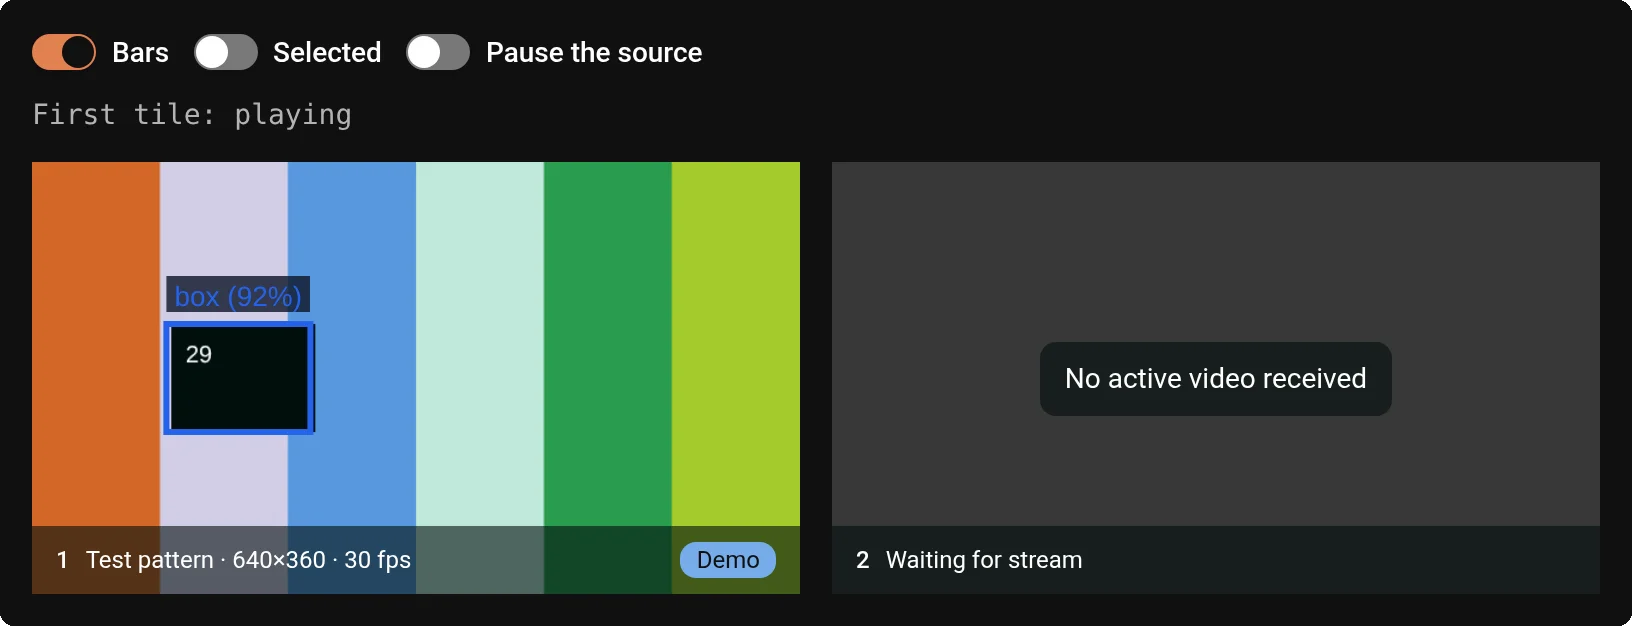 Bars Selected Pause the source
First tile: playing
box (92%)
29
No active video received
1 Test pattern · 640×360 · 30 fps Demo
2 Waiting for stream